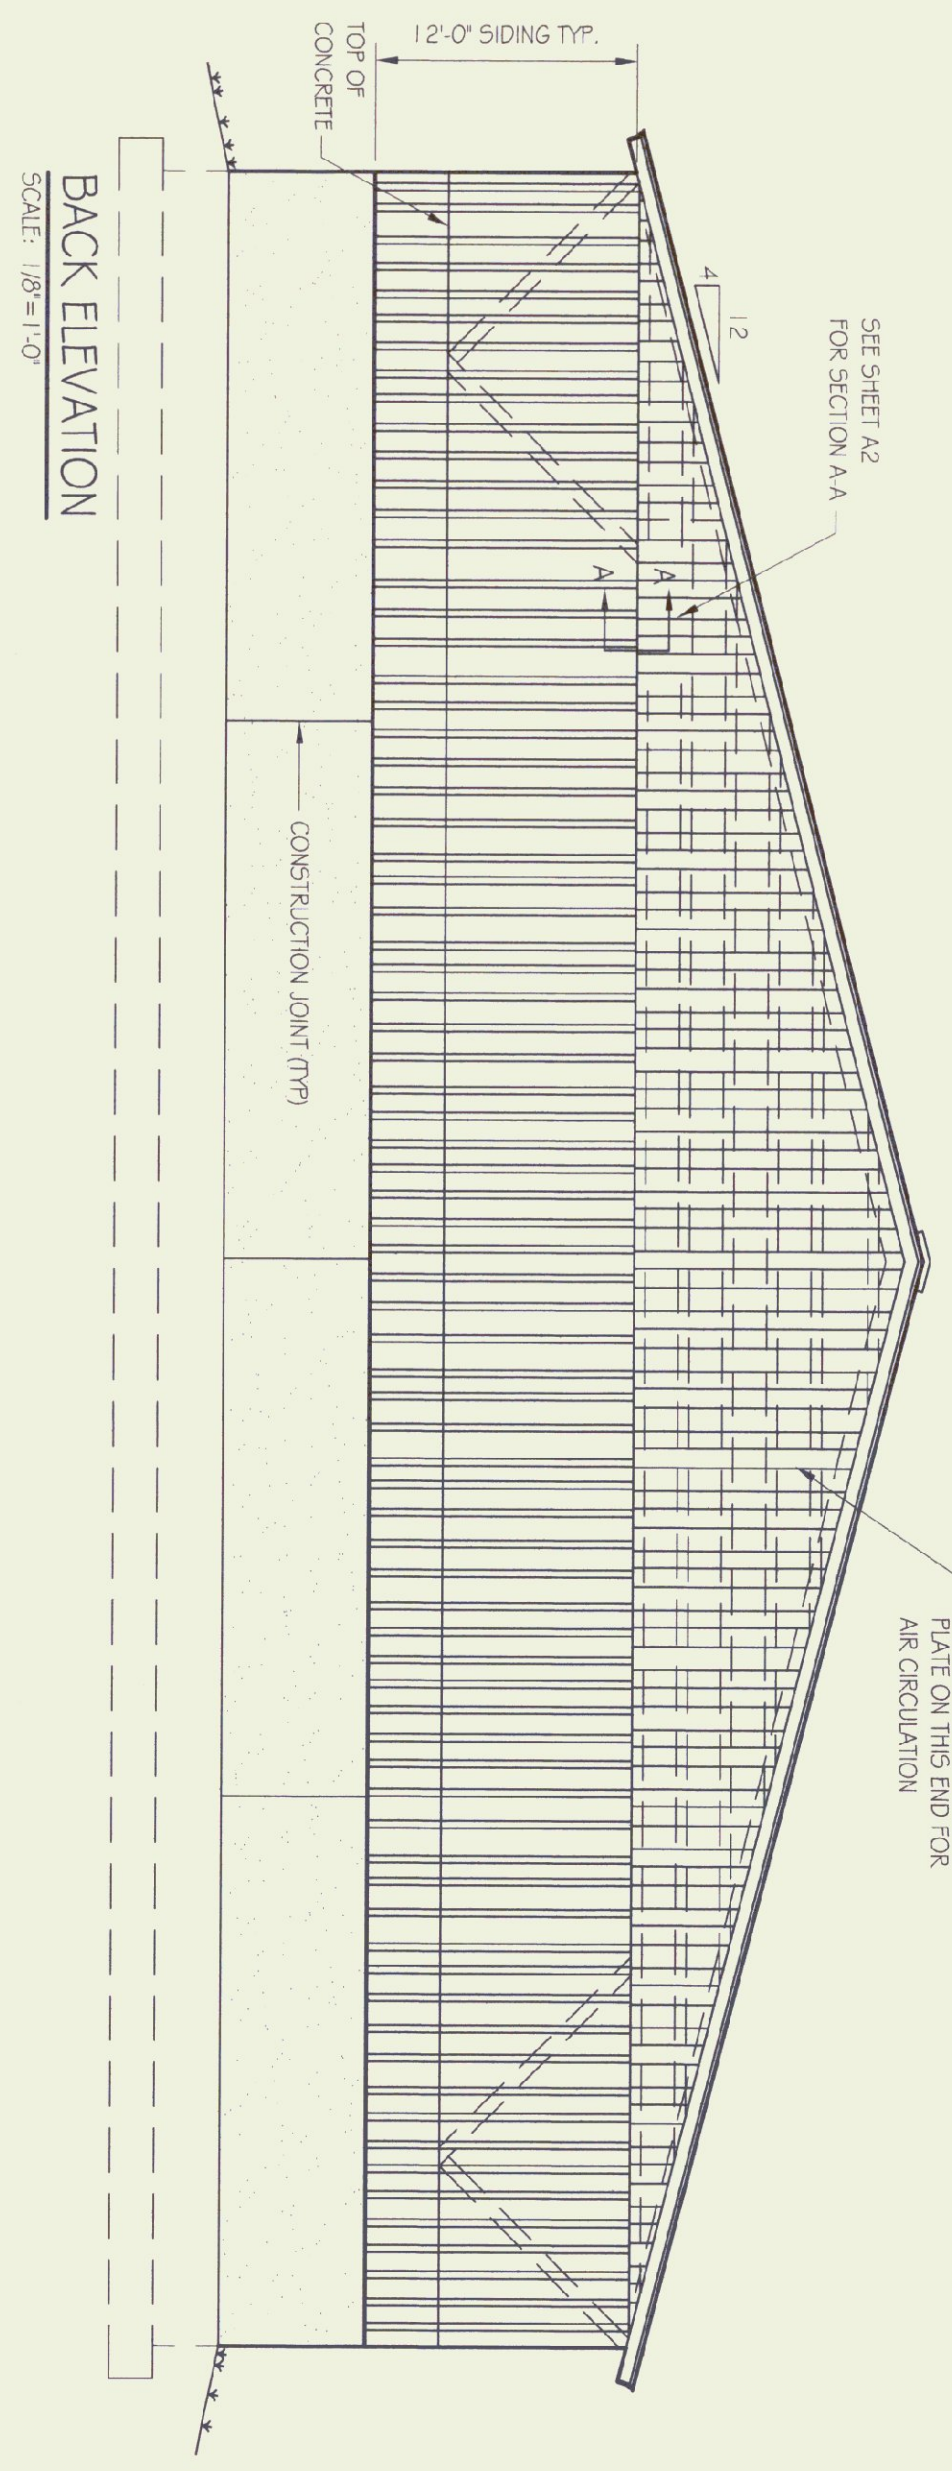 PLATE ON THIS END FOR
AIR CIRCULATION
SEE SHEET A2
FOR SECTION A-A
4
12
A
A
12'-0" SIDING TYP.
TOP OF
CONCRETE
CONSTRUCTION JOINT (TYP)
BACK ELEVATION
SCALE: 1/8" = 1'-0"